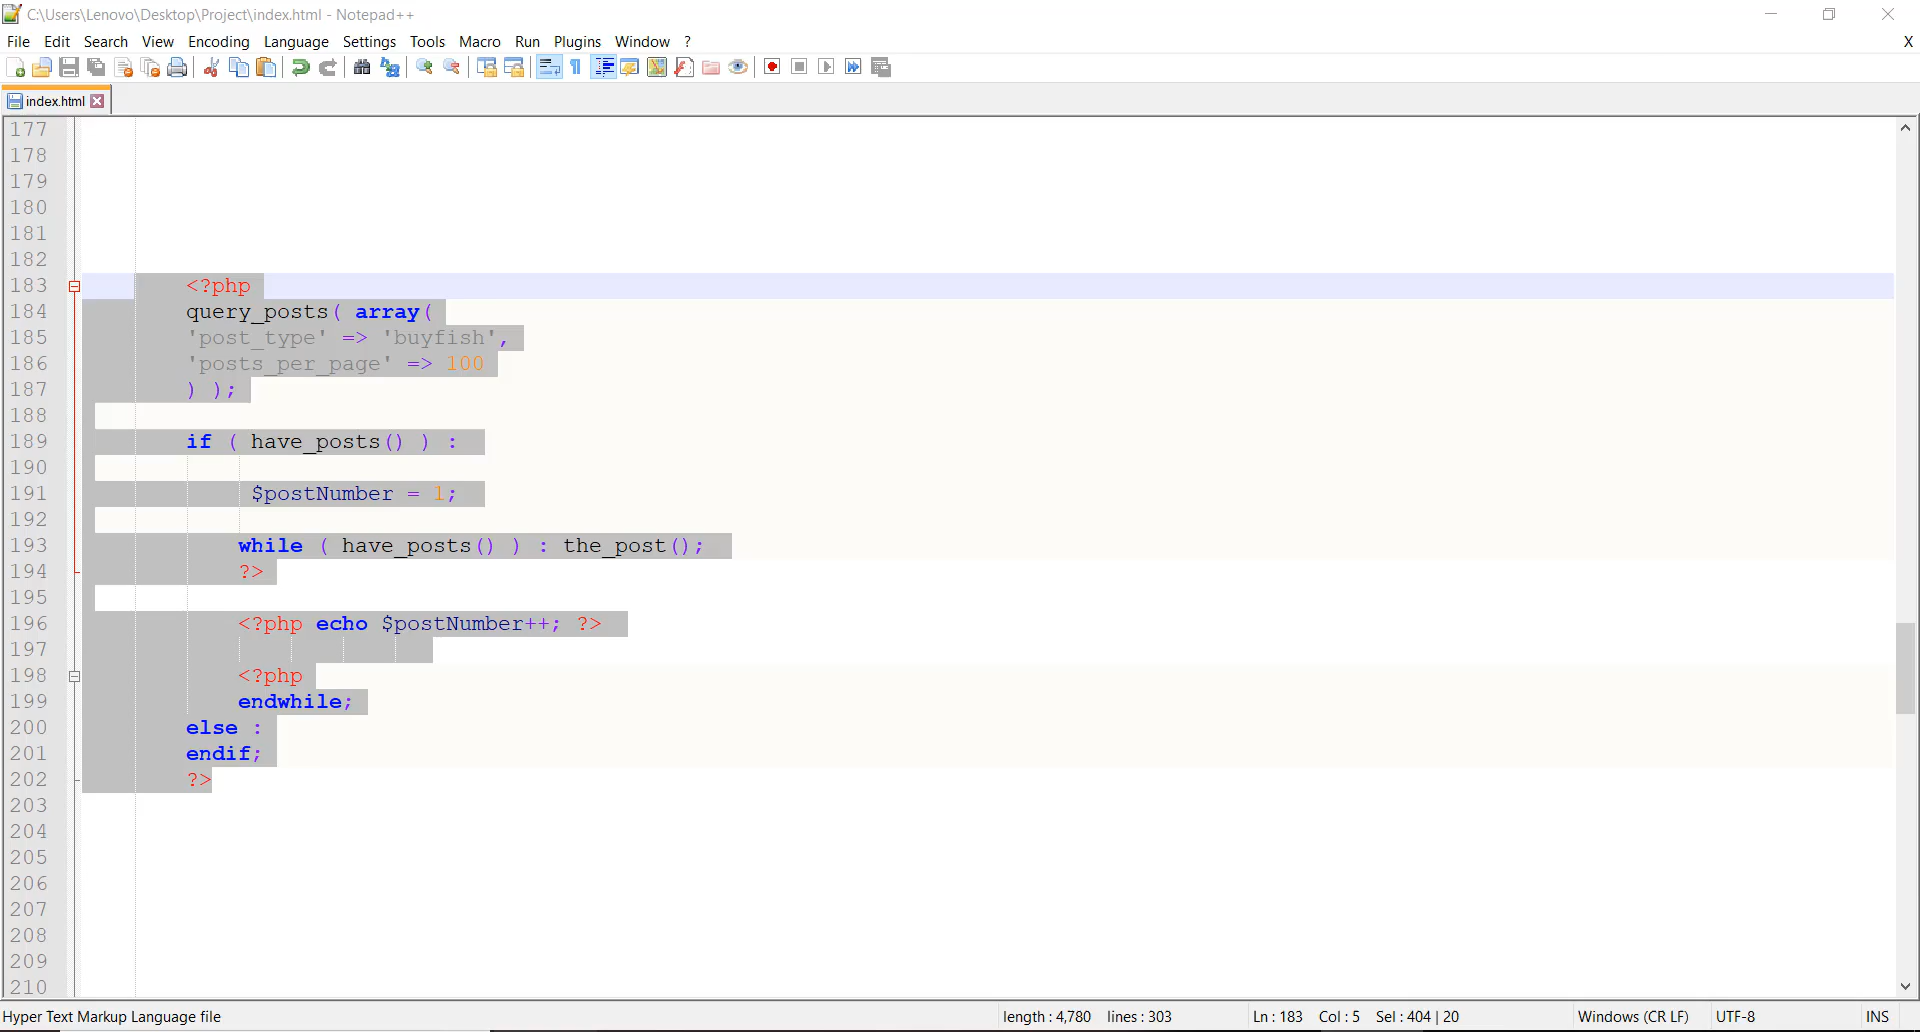 C:\Users\Lenovo\Desktop\Project\index.html - Notepad++
File Edit Search View Encoding Language Settings Tools Macro Run Plugins Window ? X
index.html
177
178
179
180
181
182
183 <?php
184 query_posts( array(
185 'post_type' => 'buyfish',
186 'posts_per_page' => 100
187 ) );
188
189 if ( have_posts() ) :
190
191 $postNumber = 1;
192
193 while ( have_posts() ) : the_post();
194 ?>
195
196 <?php echo $postNumber++; ?>
197
198 <?php
199 endwhile;
200 else :
201 endif;
202 ?>
203
204
205
206
207
208
209
210
Hyper Text Markup Language file length : 4,780 lines : 303 Ln : 183 Col : 5 Sel : 404 | 20 Windows (CR LF) UTF-8 INS